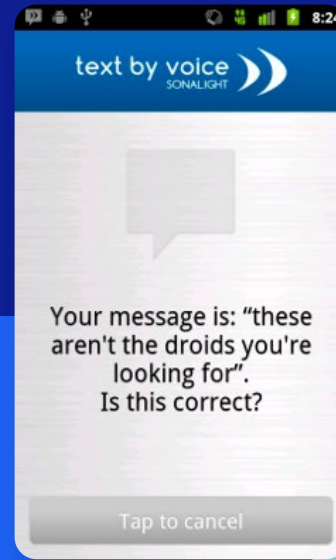 8:24
text by voice
SONALIGHT
Your message is: “these
aren't the droids you're
looking for”.
Is this correct?
Tap to cancel